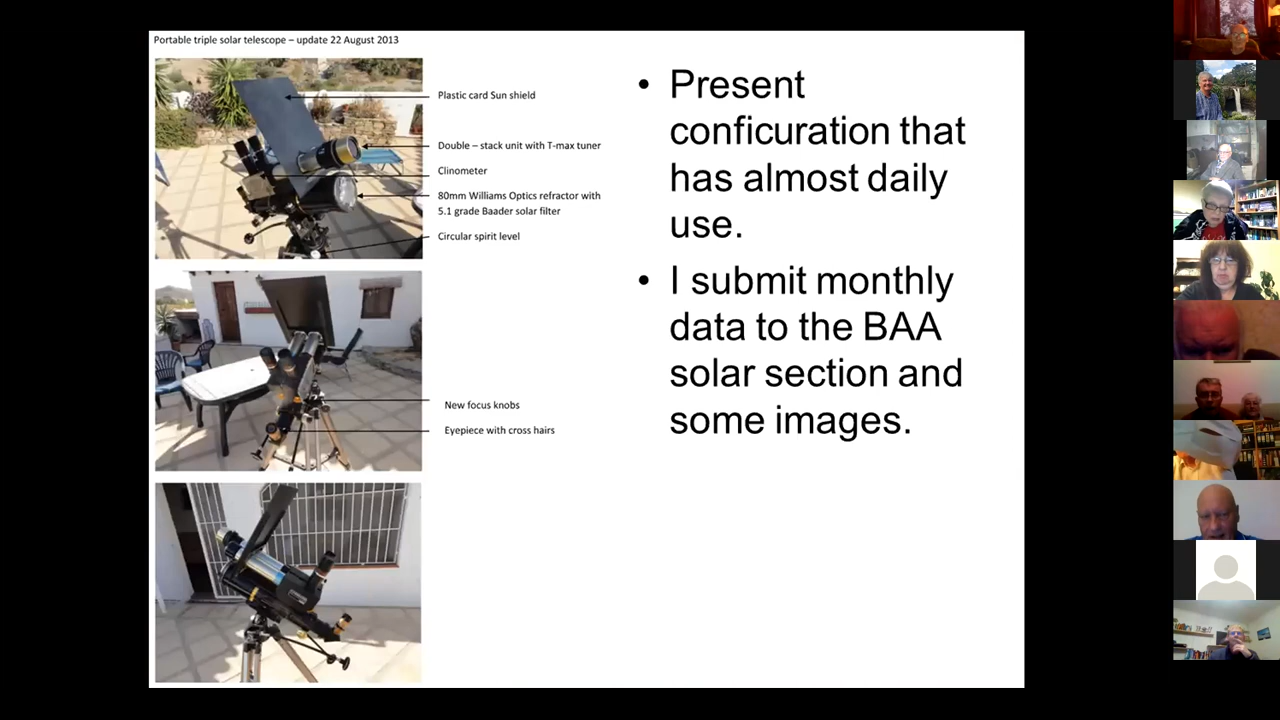 Portable triple solar telescope – update 22 August 2013
Plastic card Sun shield
Double – stack unit with T-max tuner
Clinometer
80mm Williams Optics refractor with
5.1 grade Baader solar filter
Circular spirit level
New focus knobs
Eyepiece with cross hairs
• Present
conficuration that
has almost daily
use.
• I submit monthly
data to the BAA
solar section and
some images.